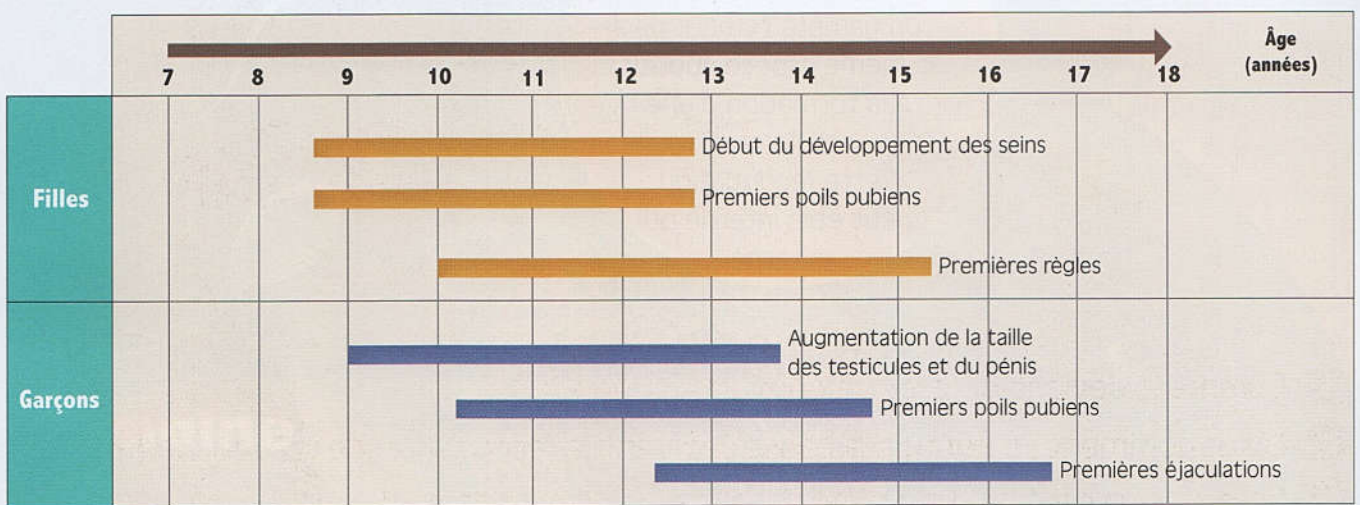 Âge
(années)
7 8 9 10 11 12 13 14 15 16 17 18
Filles
Début du développement des seins
Premiers poils pubiens
Premières règles
Garçons
Augmentation de la taille
des testicules et du pénis
Premiers poils pubiens
Premières éjaculations